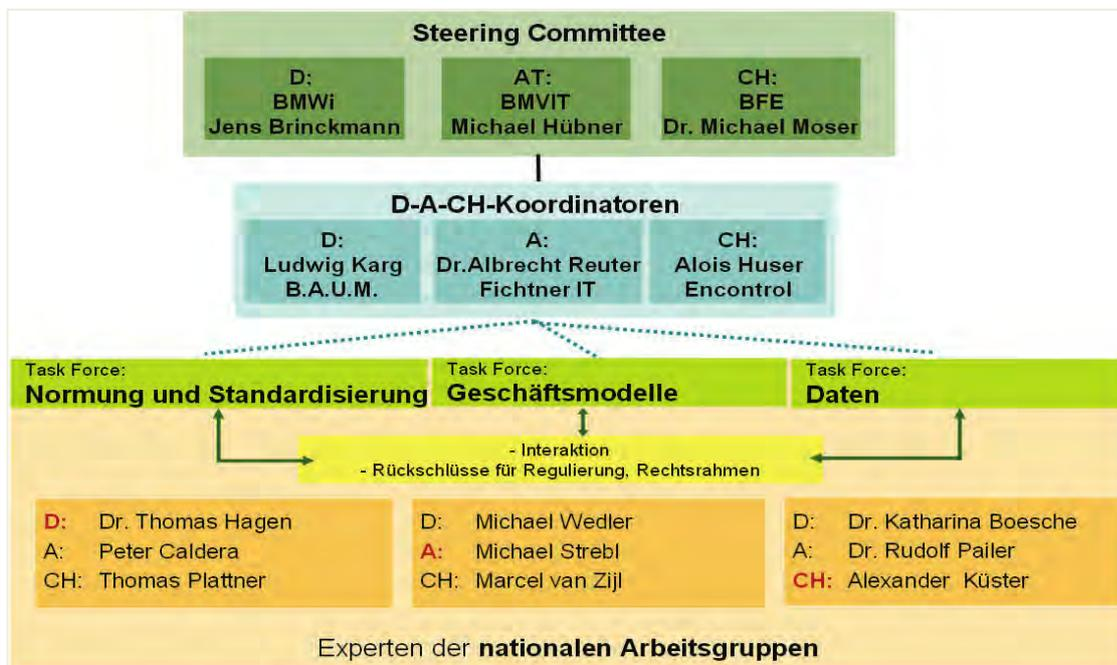 Steering Committee
D:
BMWi
Jens Brinckmann
AT:
BMVIT
Michael Hübner
CH:
BFE
Dr. Michael Moser
D-A-CH-Koordinatoren
D:
Ludwig Karg
B.A.U.M.
A:
Dr.Albrecht Reuter
Fichtner IT
CH:
Alois Huser
Encontrol
Task Force:
Normung und Standardisierung
Task Force:
Geschäftsmodelle
Task Force:
Daten
- Interaktion
- Rückschlüsse für Regulierung, Rechtsrahmen
D: Dr. Thomas Hagen
A: Peter Caldera
CH: Thomas Plattner
D: Michael Wedler
A: Michael Strebl
CH: Marcel van Zijl
D: Dr. Katharina Boesche
A: Dr. Rudolf Pailer
CH: Alexander Küster
Experten der nationalen Arbeitsgruppen